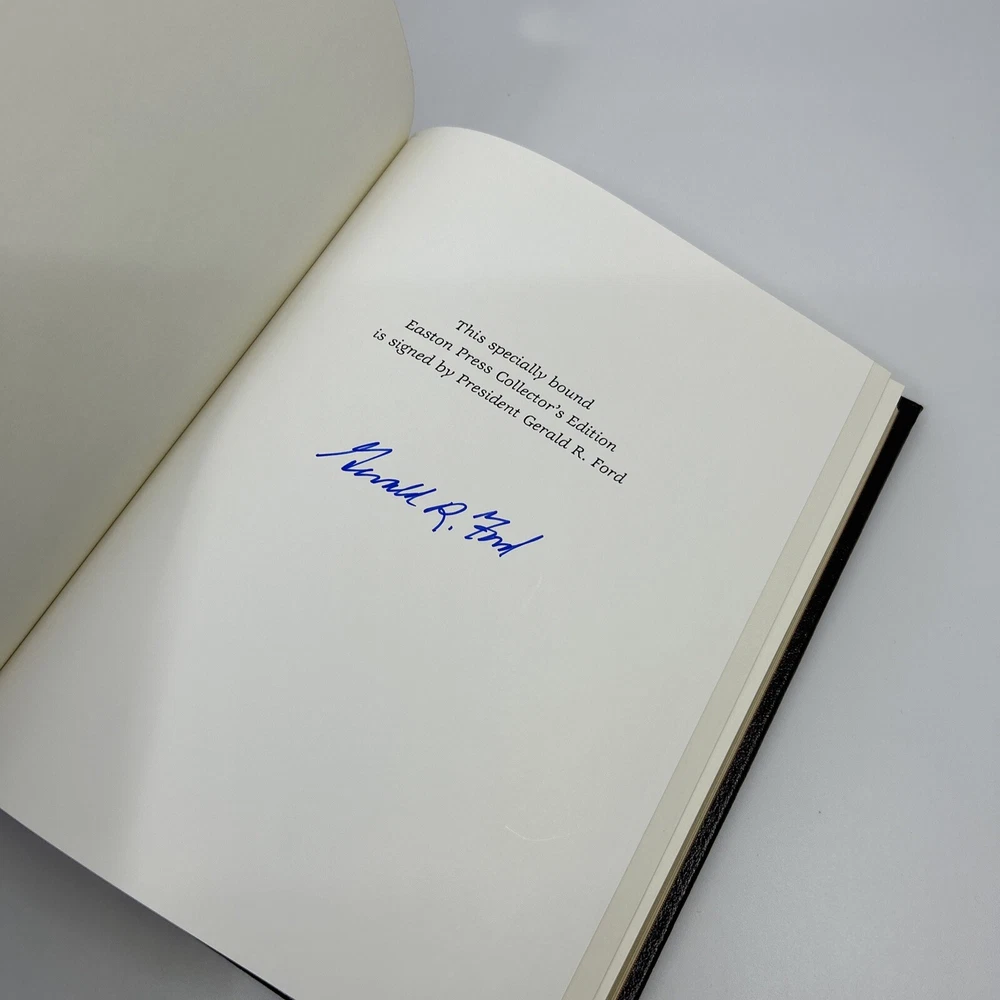 This specially bound
Easton Press Collector's Edition
is signed by President Gerald R. Ford
Gerald R. Ford